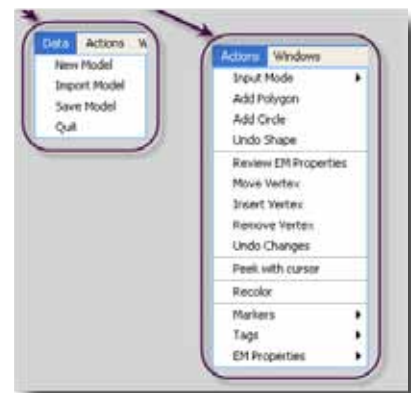 Data Actions W
New Model
Import Model
Save Model
Quit
Actions Windows
Input Mode
Add Polygon
Add Circle
Undo Shape
Review EM Properties
Move Vertex
Insert Vertex
Remove Vertex
Undo Changes
Peek with cursor
Recolor
Markers
Tags
EM Properties